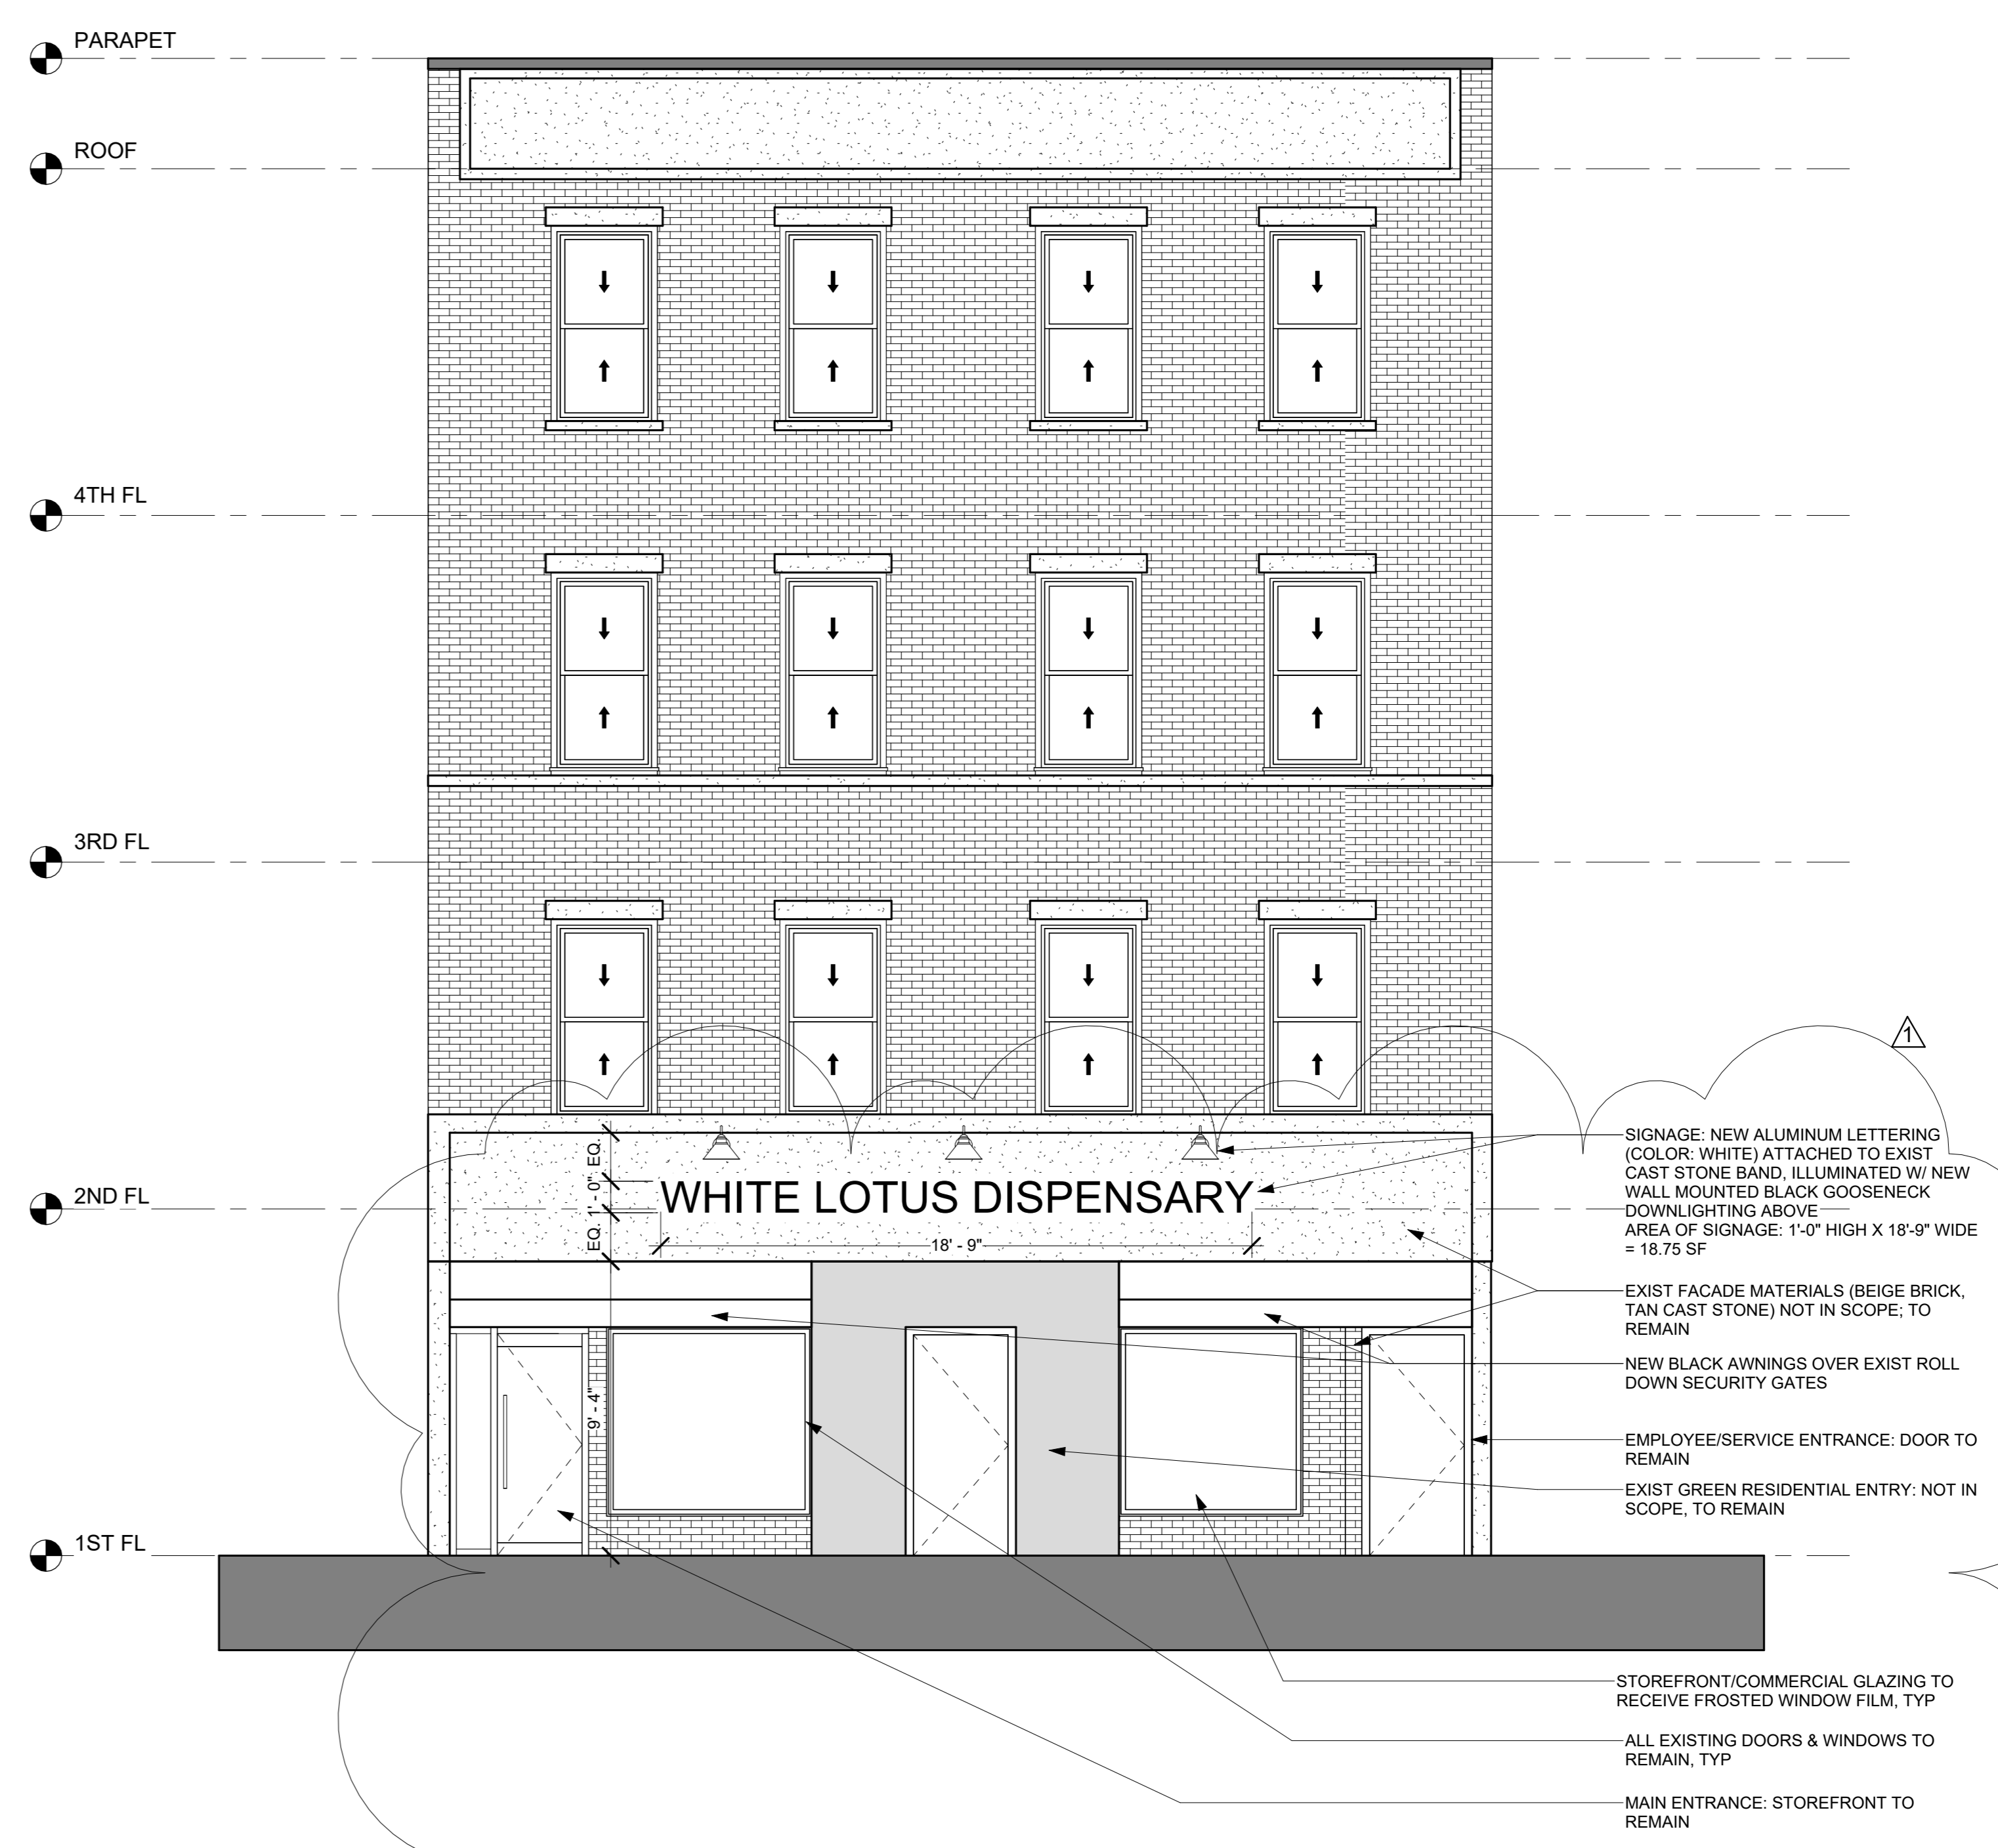 PARAPET
ROOF
4TH FL
3RD FL
1
2ND FL
EQ.
1' - 0"
EQ.
WHITE LOTUS DISPENSARY
18' - 9"
9' - 4"
1ST FL
SIGNAGE: NEW ALUMINUM LETTERING
(COLOR: WHITE) ATTACHED TO EXIST
CAST STONE BAND, ILLUMINATED W/ NEW
WALL MOUNTED BLACK GOOSENECK
DOWNLIGHTING ABOVE
AREA OF SIGNAGE: 1'-0" HIGH X 18'-9" WIDE
= 18.75 SF
EXIST FACADE MATERIALS (BEIGE BRICK,
TAN CAST STONE) NOT IN SCOPE; TO
REMAIN
NEW BLACK AWNINGS OVER EXIST ROLL
DOWN SECURITY GATES
EMPLOYEE/SERVICE ENTRANCE: DOOR TO
REMAIN
EXIST GREEN RESIDENTIAL ENTRY: NOT IN
SCOPE, TO REMAIN
STOREFRONT/COMMERCIAL GLAZING TO
RECEIVE FROSTED WINDOW FILM, TYP
ALL EXISTING DOORS & WINDOWS TO
REMAIN, TYP
MAIN ENTRANCE: STOREFRONT TO
REMAIN